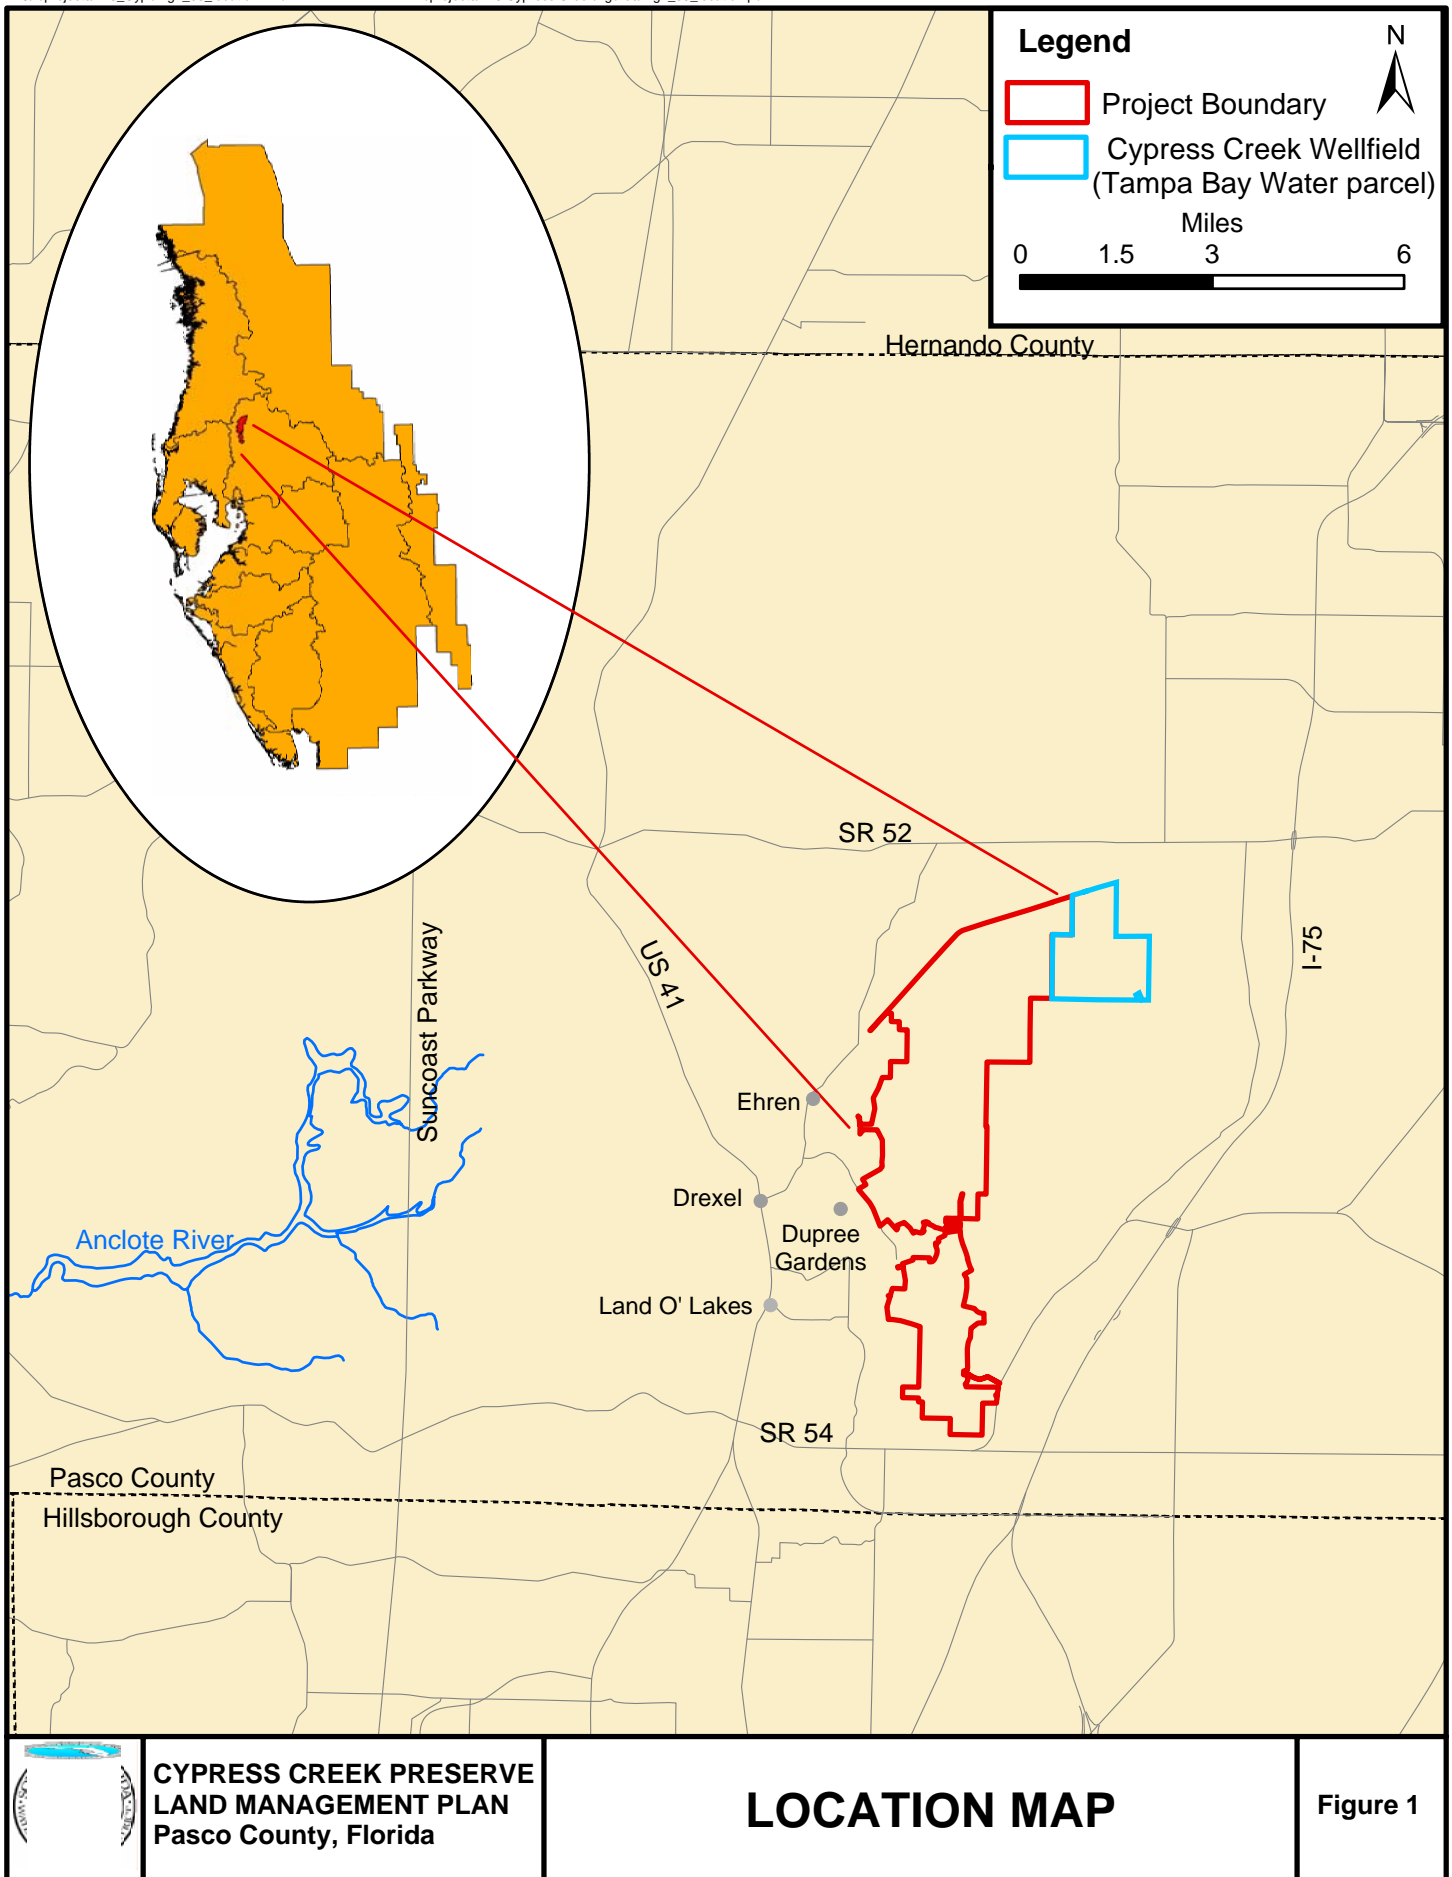 Legend
N
Project Boundary
Cypress Creek Wellfield
(Tampa Bay Water parcel)
Miles
0 1.5 3 6
Hernando County
SR 52
I-75
US 41
Suncoast Parkway
Ehren
Drexel
Dupree
Gardens
Anclote River
Land O' Lakes
SR 54
Pasco County
Hillsborough County
CYPRESS CREEK PRESERVE
LAND MANAGEMENT PLAN
Pasco County, Florida
LOCATION MAP
Figure 1